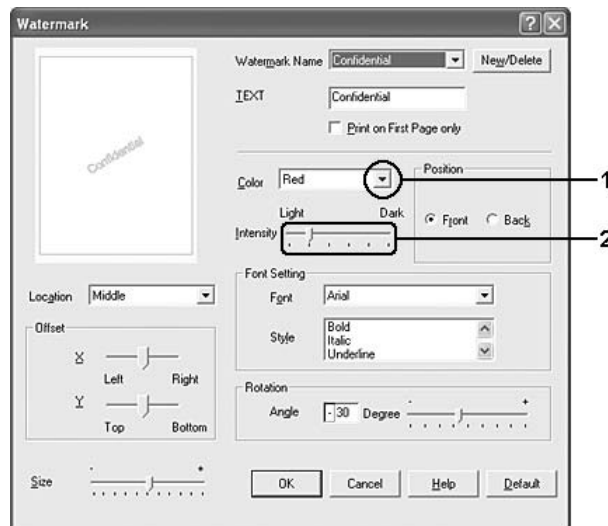 Watermark
Watermark Name Confidential New/Delete
TEXT Confidential
Print on First Page only
Confidential
Color Red
1
Position
Light Dark
Front Back
Intensity
2
Location Middle
Font Setting
Font Arial
Style Bold
Italic
Underline
Offset
X
Left Right
Y
Top Bottom
Rotation
Angle -30 Degree - +
Size - +
OK Cancel Help Default